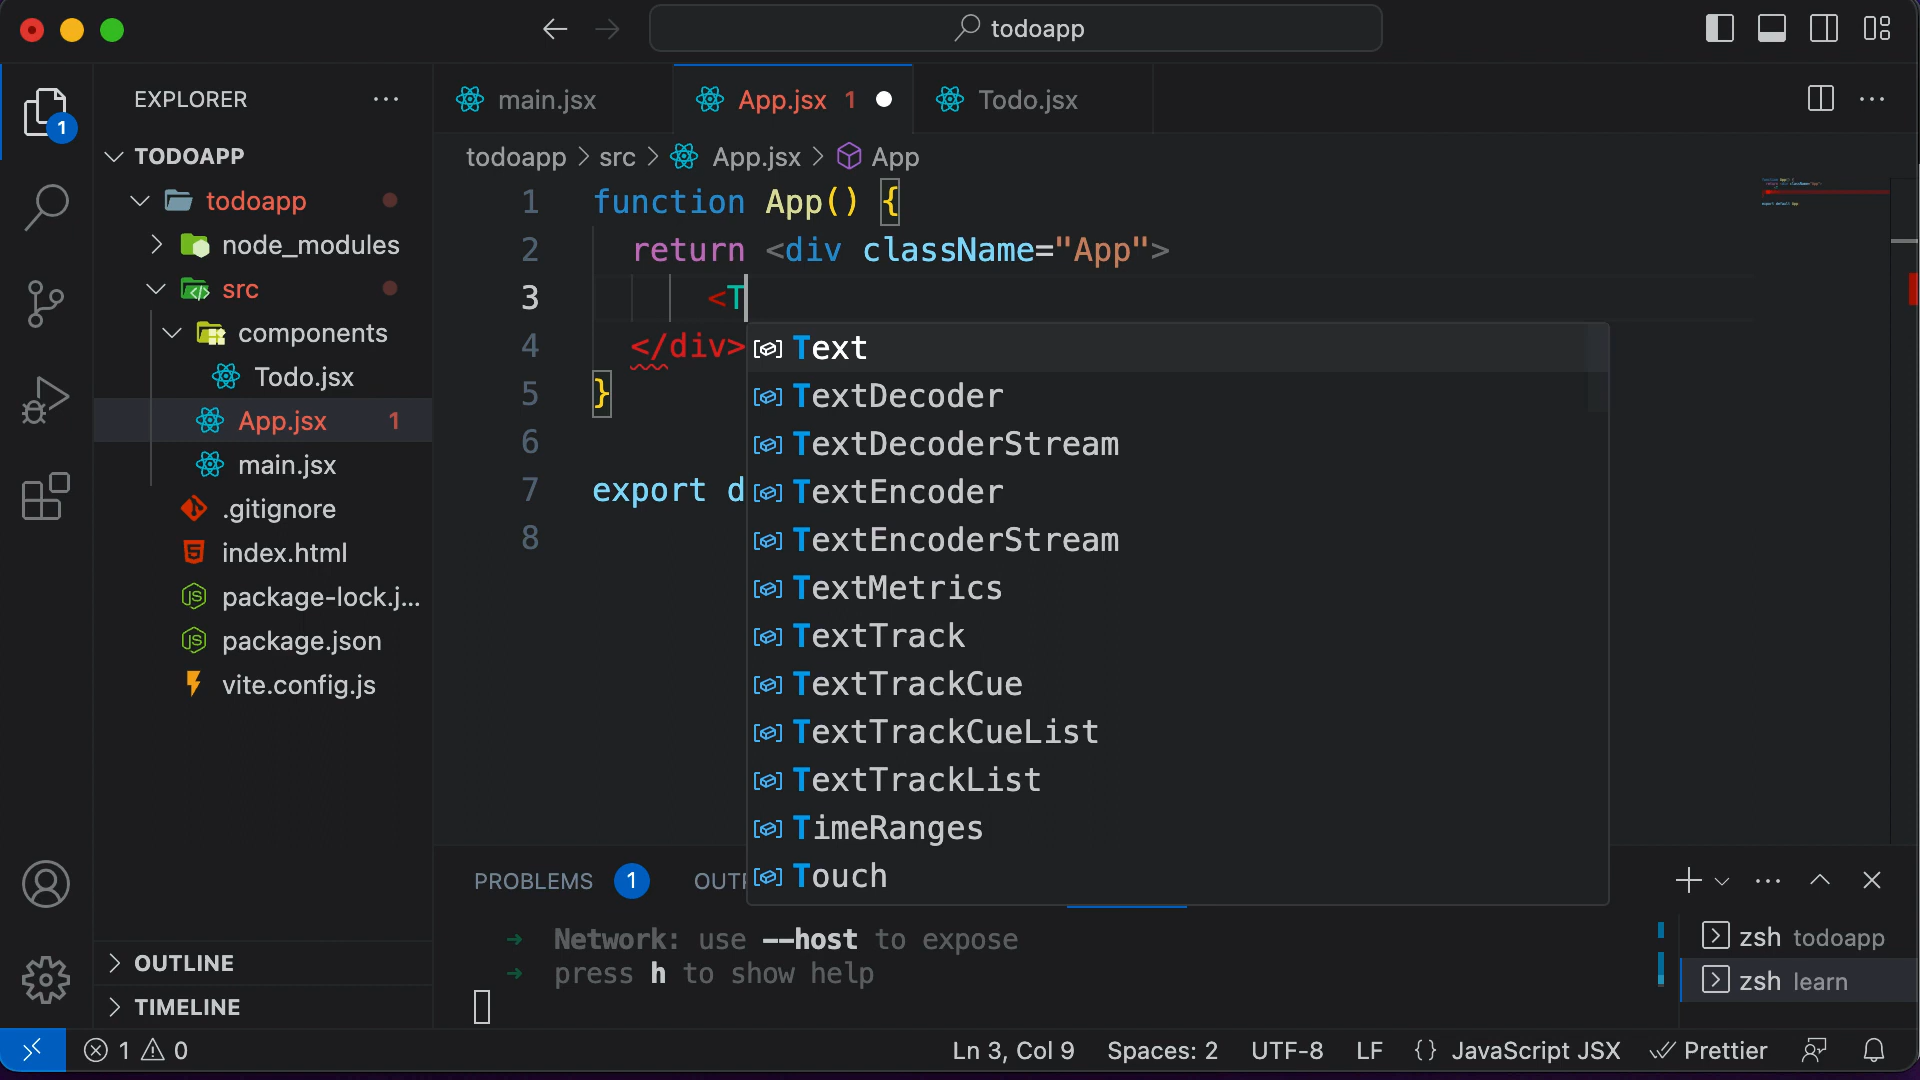 todoapp
1
EXPLORER
TODOAPP
todoapp
node_modules
src
components
Todo.jsx
App.jsx 1
main.jsx
.gitignore
index.html
package-lock.j...
package.json
vite.config.js
OUTLINE
TIMELINE
main.jsx
App.jsx 1
Todo.jsx
todoapp > src > App.jsx > App
1 function App() {
2 return <div className="App">
3 <T
4 </div>
5 }
6
7 export d
8
Text
TextDecoder
TextDecoderStream
TextEncoder
TextEncoderStream
TextMetrics
TextTrack
TextTrackCue
TextTrackCueList
TextTrackList
TimeRanges
Touch
PROBLEMS 1 OUT
➜ Network: use --host to expose
➜ press h to show help
zsh todoapp
zsh learn
1 0
Ln 3, Col 9
Spaces: 2
UTF-8
LF
{} JavaScript JSX
Prettier